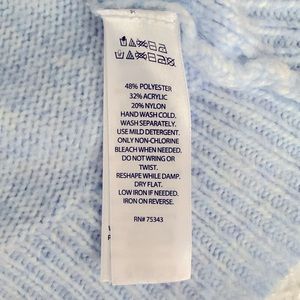 48% POLYESTER
32% ACRYLIC
20% NYLON
HAND WASH COLD.
WASH SEPARATELY.
USE MILD DETERGENT.
ONLY NON-CHLORINE
BLEACH WHEN NEEDED.
DO NOT WRING OR
TWIST.
RESHAPE WHILE DAMP.
DRY FLAT.
LOW IRON IF NEEDED.
IRON ON REVERSE.
RN# 75343